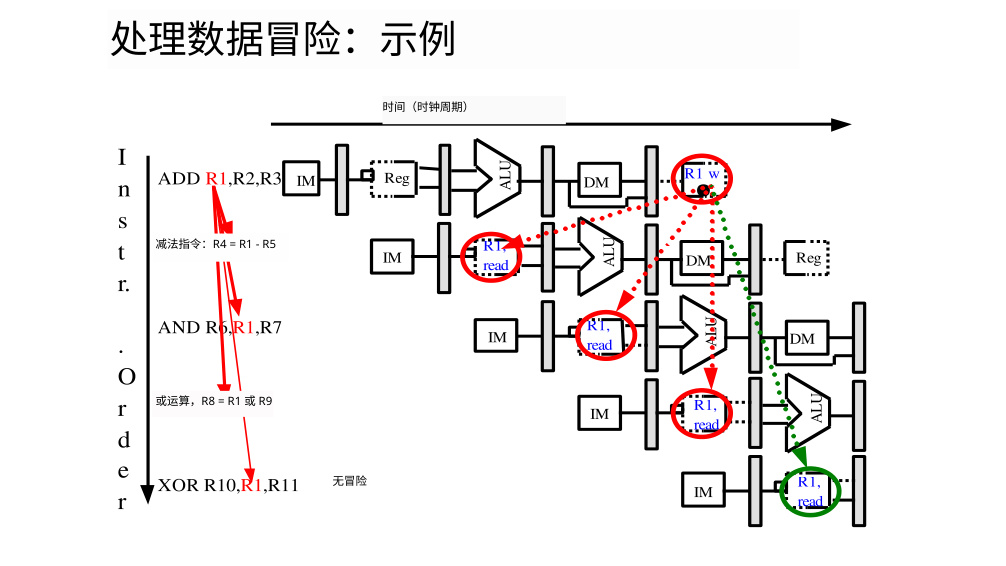 处理数据冒险：示例
时间（时钟周期）
I
n
s
t
r.
.
O
r
d
e
r
ADD R1,R2,R3
IM
Reg
ALU
DM
R1 w
减法指令：R4 = R1 - R5
IM
R1,
read
ALU
DM
Reg
AND R6,R1,R7
IM
R1,
read
ALU
DM
或运算，R8 = R1 或 R9
IM
R1,
read
ALU
XOR R10,R1,R11
无冒险
IM
R1,
read